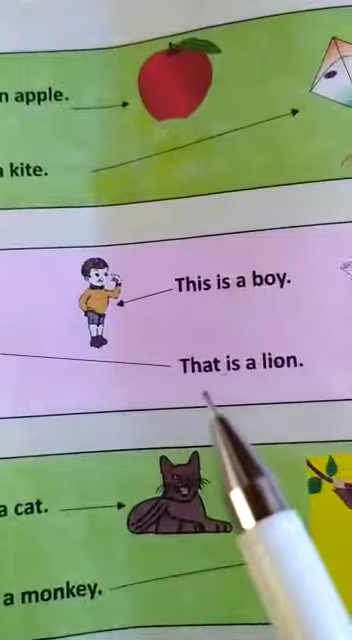 n apple.
a kite.
This is a boy.
That is a lion.
a cat.
a monkey.